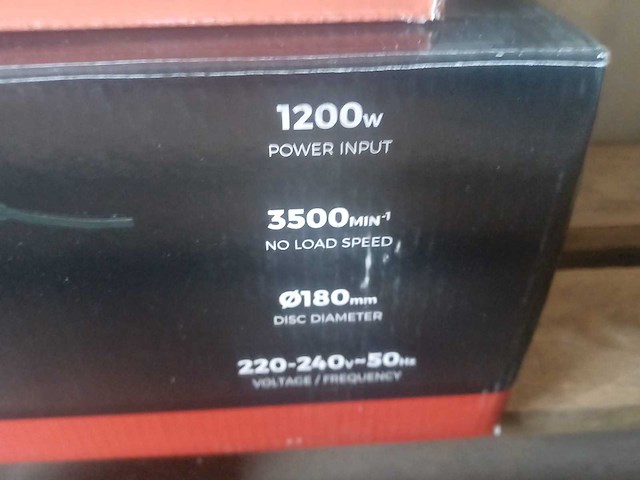 1200W
POWER INPUT
3500MIN⁻¹
NO LOAD SPEED
Ø180mm
DISC DIAMETER
220-240V~50Hz
VOLTAGE / FREQUENCY